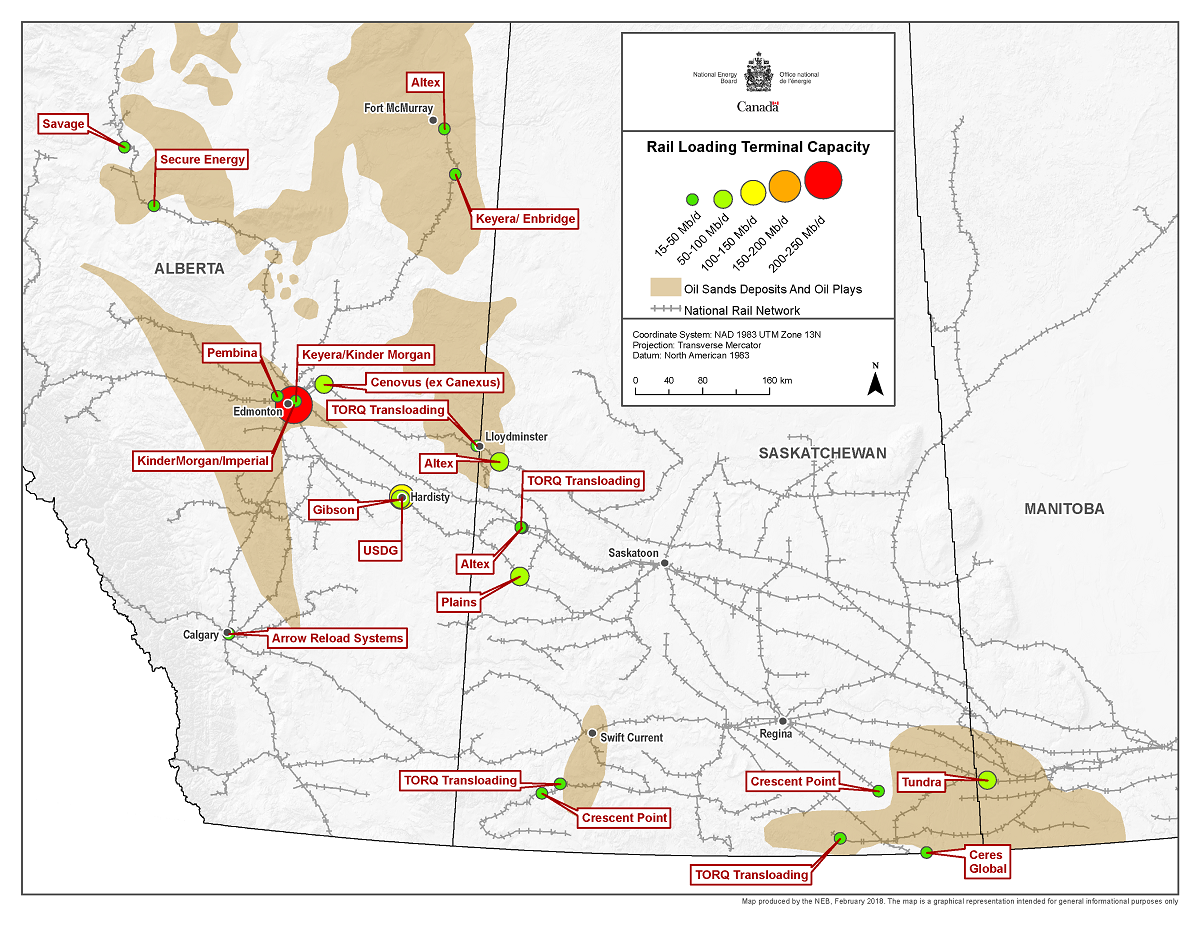 National Energy
Board
Office national
de l'énergie
Canada
Rail Loading Terminal Capacity
15-50 Mb/d
50-100 Mb/d
100-150 Mb/d
150-200 Mb/d
200-250 Mb/d
Oil Sands Deposits And Oil Plays
National Rail Network
Coordinate System: NAD 1983 UTM Zone 13N
Projection: Transverse Mercator
Datum: North American 1983
N
0 40 80 160 km
Altex
Fort McMurray
Savage
Secure Energy
Keyera/ Enbridge
ALBERTA
Pembina
Keyera/Kinder Morgan
Cenovus (ex Canexus)
Edmonton
TORQ Transloading
Lloydminster
KinderMorgan/Imperial
Altex
TORQ Transloading
Gibson
Hardisty
USDG
Altex
Plains
Saskatoon
SASKATCHEWAN
MANITOBA
Calgary
Arrow Reload Systems
Swift Current
Regina
TORQ Transloading
Crescent Point
Crescent Point
Tundra
TORQ Transloading
Ceres
Global
Map produced by the NEB, February 2018. The map is a graphical representation intended for general informational purposes only